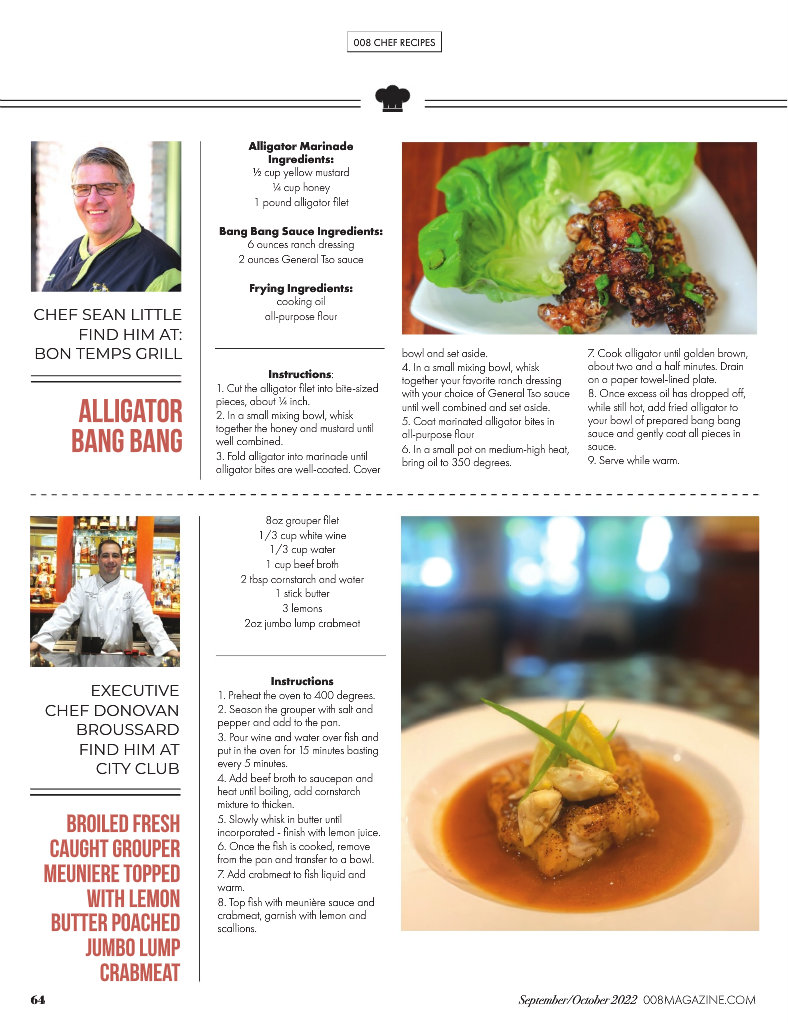 008 CHEF RECIPES
CHEF SEAN LITTLE
FIND HIM AT:
BON TEMPS GRILL
ALLIGATOR
BANG BANG
Alligator Marinade
Ingredients:
½ cup yellow mustard
¼ cup honey
1 pound alligator filet
Bang Bang Sauce Ingredients:
6 ounces ranch dressing
2 ounces General Tso sauce
Frying Ingredients:
cooking oil
all-purpose flour
Instructions:
1. Cut the alligator filet into bite-sized
pieces, about ¼ inch.
2. In a small mixing bowl, whisk
together the honey and mustard until
well combined.
3. Fold alligator into marinade until
alligator bites are well-coated. Cover
bowl and set aside.
4. In a small mixing bowl, whisk
together your favorite ranch dressing
with your choice of General Tso sauce
until well combined and set aside.
5. Coat marinated alligator bites in
all-purpose flour
6. In a small pot on medium-high heat,
bring oil to 350 degrees.
7. Cook alligator until golden brown,
about two and a half minutes. Drain
on a paper towel-lined plate.
8. Once excess oil has dropped off,
while still hot, add fried alligator to
your bowl of prepared bang bang
sauce and gently coat all pieces in
sauce.
9. Serve while warm.
EXECUTIVE
CHEF DONOVAN
BROUSSARD
FIND HIM AT
CITY CLUB
BROILED FRESH
CAUGHT GROUPER
MEUNIERE TOPPED
WITH LEMON
BUTTER POACHED
JUMBO LUMP
CRABMEAT
8oz grouper filet
1/3 cup white wine
1/3 cup water
1 cup beef broth
2 tbsp cornstarch and water
1 stick butter
3 lemons
2oz jumbo lump crabmeat
Instructions
1. Preheat the oven to 400 degrees.
2. Season the grouper with salt and
pepper and add to the pan.
3. Pour wine and water over fish and
put in the oven for 15 minutes basting
every 5 minutes.
4. Add beef broth to saucepan and
heat until boiling, add cornstarch
mixture to thicken.
5. Slowly whisk in butter until
incorporated - finish with lemon juice.
6. Once the fish is cooked, remove
from the pan and transfer to a bowl.
7. Add crabmeat to fish liquid and
warm.
8. Top fish with meunière sauce and
crabmeat, garnish with lemon and
scallions.
64
September/October 2022 008MAGAZINE.COM